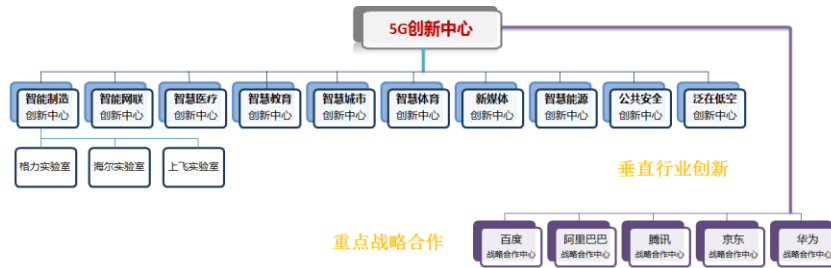 5G创新中心
智能制造
创新中心
智能网联
创新中心
智慧医疗
创新中心
智慧教育
创新中心
智慧城市
创新中心
智慧体育
创新中心
新媒体
创新中心
智慧能源
创新中心
公共安全
创新中心
泛在低空
创新中心
格力实验室
海尔实验室
上飞实验室
垂直行业创新
重点战略合作
百度
战略合作中心
阿里巴巴
战略合作中心
腾讯
战略合作中心
京东
战略合作中心
华为
战略合作中心